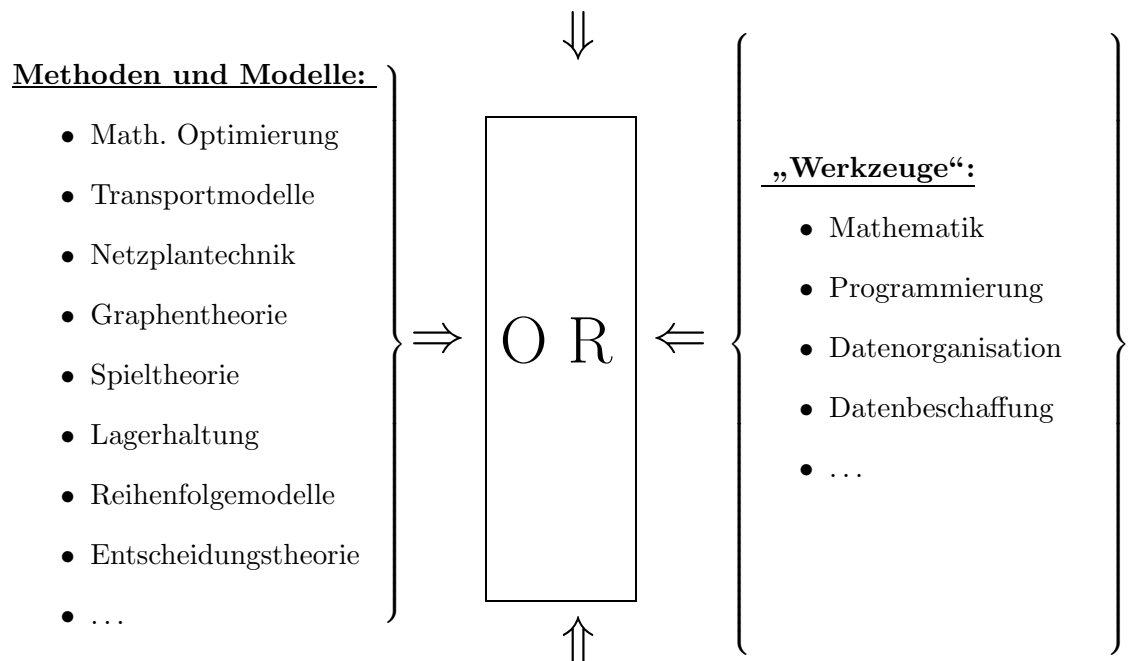 ⇓
Methoden und Modelle:
• Math. Optimierung
• Transportmodelle
• Netzplantechnik
• Graphentheorie
• Spieltheorie
• Lagerhaltung
• Reihenfolgemodelle
• Entscheidungstheorie
• ...
⇒
O R
⇐
„Werkzeuge“:
• Mathematik
• Programmierung
• Datenorganisation
• Datenbeschaffung
• ...
⇑